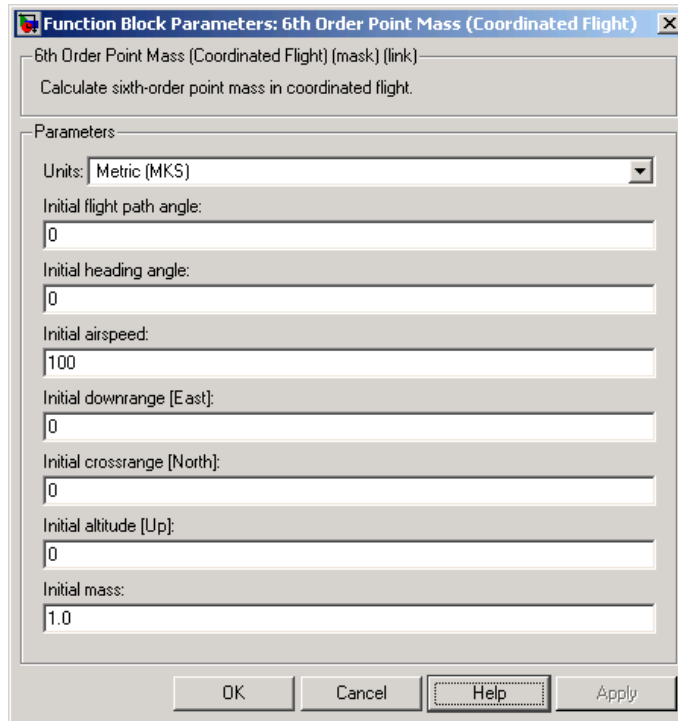 Function Block Parameters: 6th Order Point Mass (Coordinated Flight)
6th Order Point Mass (Coordinated Flight) (mask) (link)
Calculate sixth-order point mass in coordinated flight.
Parameters
Units: Metric (MKS)
Initial flight path angle:
0
Initial heading angle:
0
Initial airspeed:
100
Initial downrange [East]:
0
Initial crossrange [North]:
0
Initial altitude [Up]:
0
Initial mass:
1.0
OK Cancel Help Apply